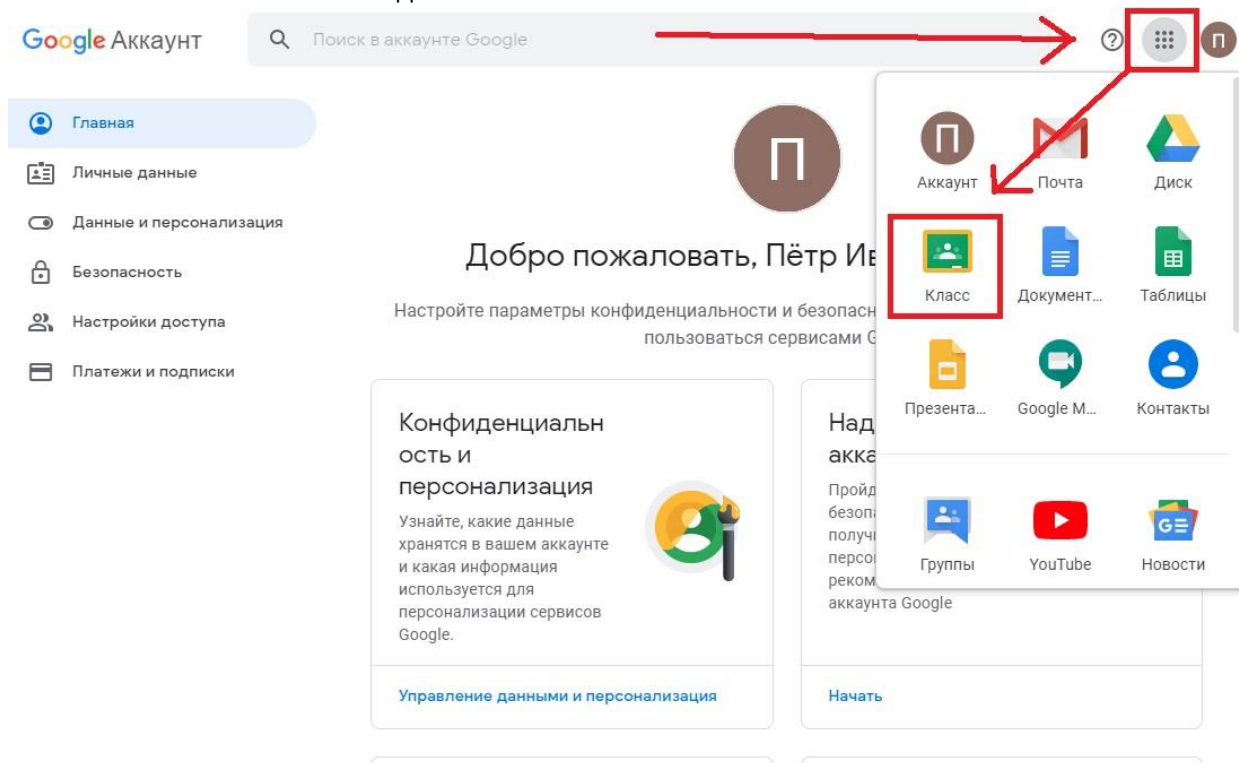 Google Аккаунт
Поиск в аккаунте Google
П
Главная
Личные данные
Данные и персонализация
Безопасность
Настройки доступа
Платежи и подписки
П
Добро пожаловать, Пётр Ив
Настройте параметры конфиденциальности и безопасн
пользоваться сервисами G
Конфиденциальн
ость и
персонализация
Узнайте, какие данные
хранятся в вашем аккаунте
и какая информация
используется для
персонализации сервисов
Google.
Управление данными и персонализация
Над
акка
Пройд
безопа
получи
персо
реком
аккаунта Google
Начать
П
Аккаунт
Почта
Диск
Класс
Документ...
Таблицы
Презента...
Google M...
Контакты
Группы
YouTube
Новости